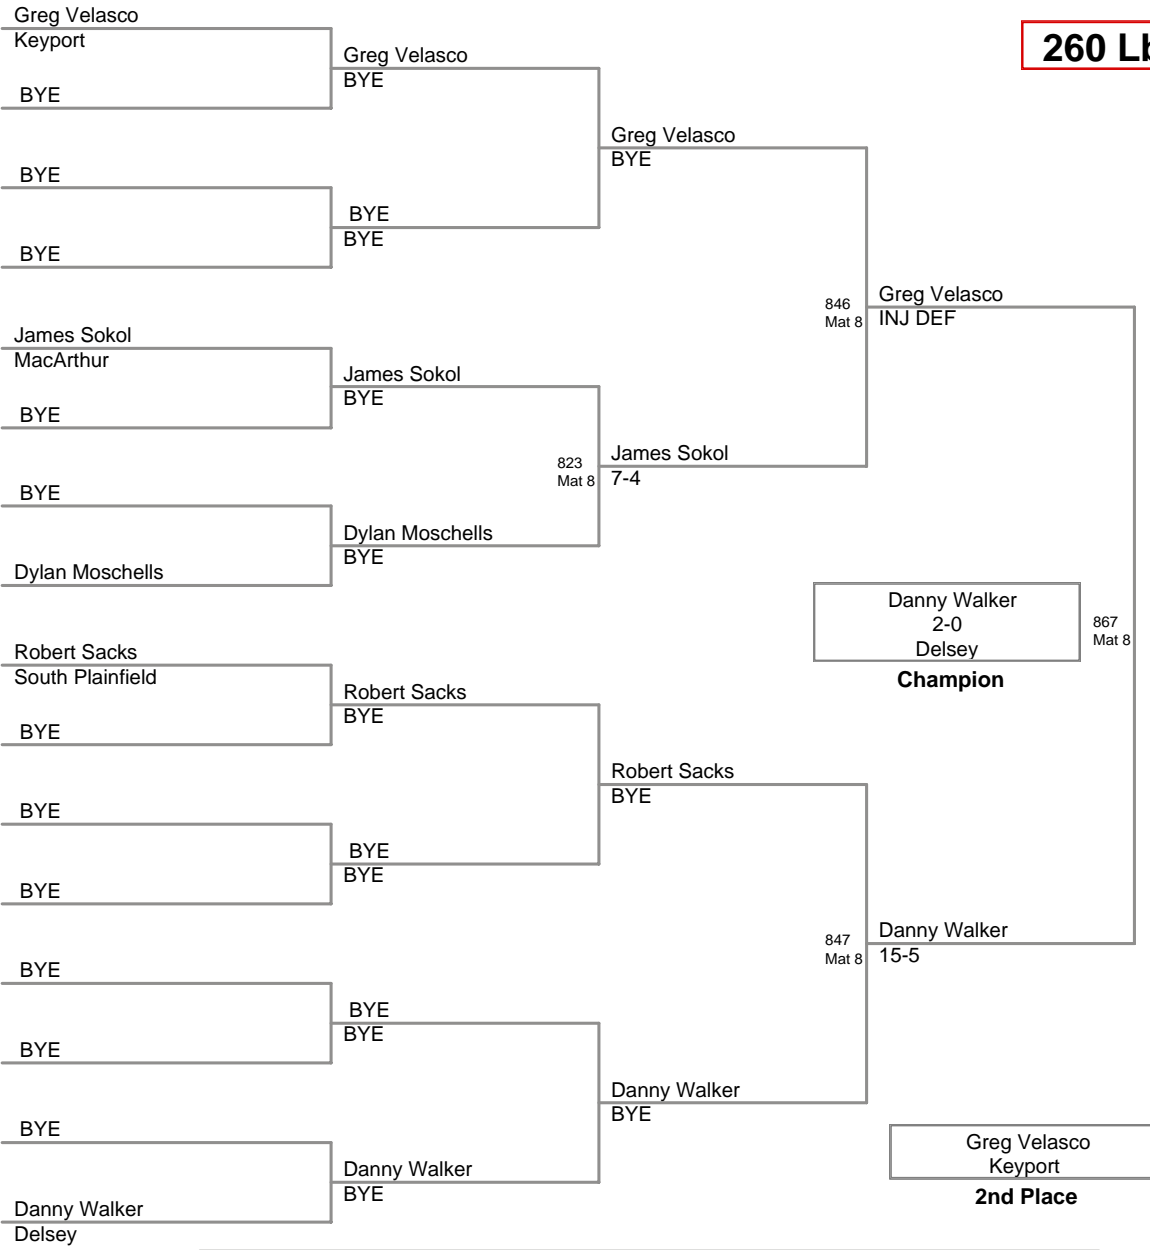 Greg Velasco
Keyport
BYE
BYE
BYE
James Sokol
MacArthur
BYE
BYE
Dylan Moschells
Robert Sacks
South Plainfield
BYE
BYE
BYE
BYE
BYE
BYE
Danny Walker
Delsey
Greg Velasco
BYE
BYE
BYE
James Sokol
BYE
Dylan Moschells
BYE
Robert Sacks
BYE
BYE
BYE
BYE
BYE
Danny Walker
BYE
Greg Velasco
BYE
823
Mat 8
James Sokol
7-4
Robert Sacks
BYE
Danny Walker
BYE
846
Mat 8
Greg Velasco
INJ DEF
847
Mat 8
Danny Walker
15-5
260 Lb
Danny Walker
2-0
Delsey
Champion
867
Mat 8
Greg Velasco
Keyport
2nd Place